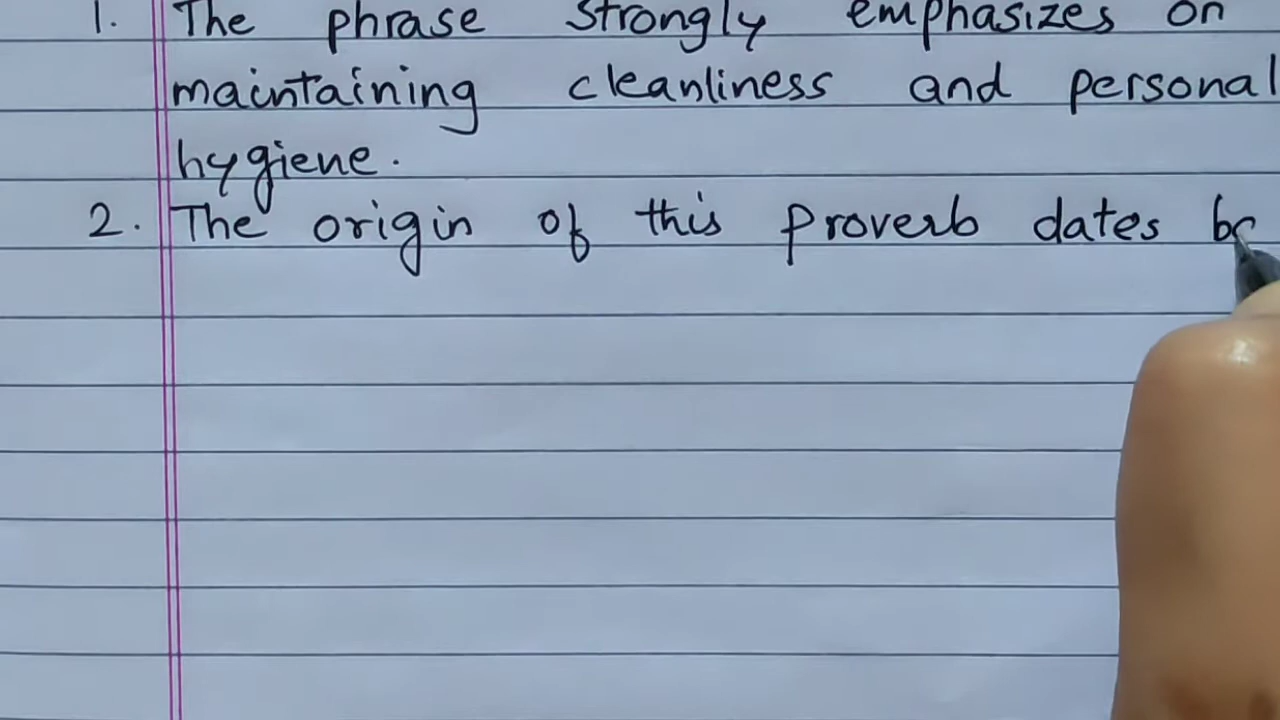 1. The phrase strongly emphasizes on
maintaining cleanliness and personal
hygiene.
2. The origin of this proverb dates